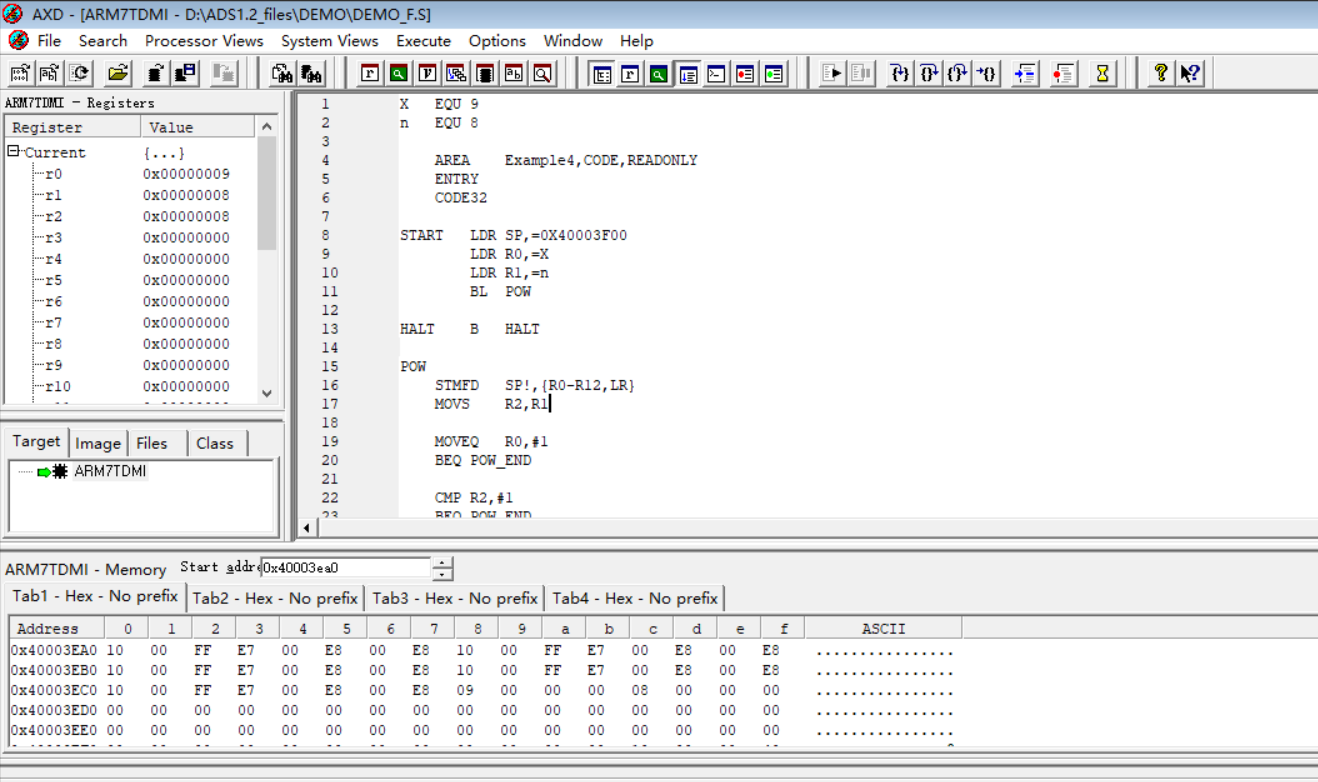 AXD - [ARM7TDMI - D:\ADS1.2_files\DEMO\DEMO_F.S]
File Search Processor Views System Views Execute Options Window Help
ARM7TDMI - Registers
Register Value
Current {...}
r0 0x00000009
r1 0x00000008
r2 0x00000008
r3 0x00000000
r4 0x00000000
r5 0x00000000
r6 0x00000000
r7 0x00000000
r8 0x00000000
r9 0x00000000
r10 0x00000000
Target Image Files Class
ARM7TDMI
1 X EQU 9
2 n EQU 8
3
4 AREA Example4,CODE,READONLY
5 ENTRY
6 CODE32
7
8 START LDR SP,=0X40003F00
9 LDR R0,=X
10 LDR R1,=n
11 BL POW
12
13 HALT B HALT
14
15 POW
16 STMFD SP!,{R0-R12,LR}
17 MOVS R2,R1
18
19 MOVEQ R0,#1
20 BEQ POW_END
21
22 CMP R2,#1
23 BEQ POW_END
ARM7TDMI - Memory Start addre 0x40003ea0
Tab1 - Hex - No prefix Tab2 - Hex - No prefix Tab3 - Hex - No prefix Tab4 - Hex - No prefix
Address 0 1 2 3 4 5 6 7 8 9 a b c d e f ASCII
0x40003EA0 10 00 FF E7 00 E8 00 E8 10 00 FF E7 00 E8 00 E8 ................
0x40003EB0 10 00 FF E7 00 E8 00 E8 10 00 FF E7 00 E8 00 E8 ................
0x40003EC0 10 00 FF E7 00 E8 00 E8 09 00 00 00 08 00 00 00 ................
0x40003ED0 00 00 00 00 00 00 00 00 00 00 00 00 00 00 00 00 ................
0x40003EE0 00 00 00 00 00 00 00 00 00 00 00 00 00 00 00 00 ................